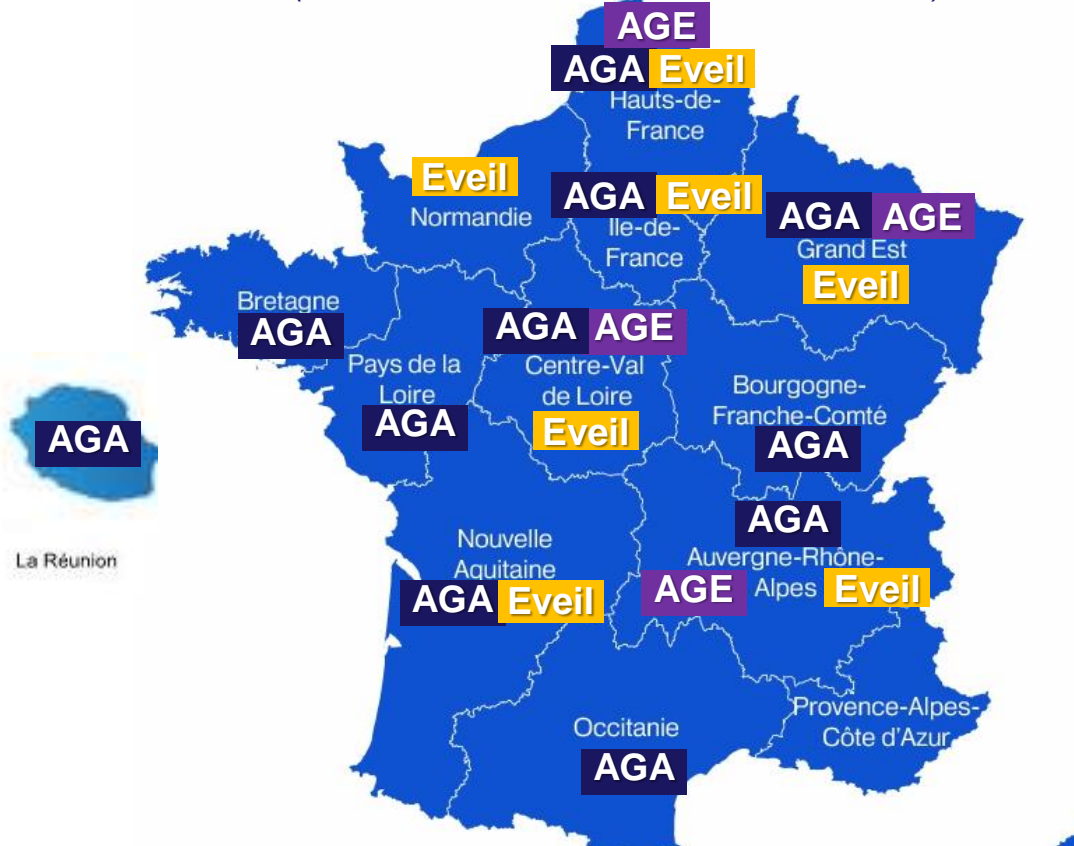 AGE
AGA Eveil
Hauts-de-
France
Eveil
Normandie
AGA Eveil
Ile-de-
France
AGA AGE
Grand Est
Eveil
Bretagne
AGA
AGA AGE
Centre-Val
de Loire
Eveil
Pays de la
Loire
AGA
Bourgogne-
Franche-Comté
AGA
AGA
La Réunion
AGA
Auvergne-Rhône-
AGE Alpes Eveil
Nouvelle
Aquitaine
AGA Eveil
Provence-Alpes-
Côte d'Azur
Occitanie
AGA